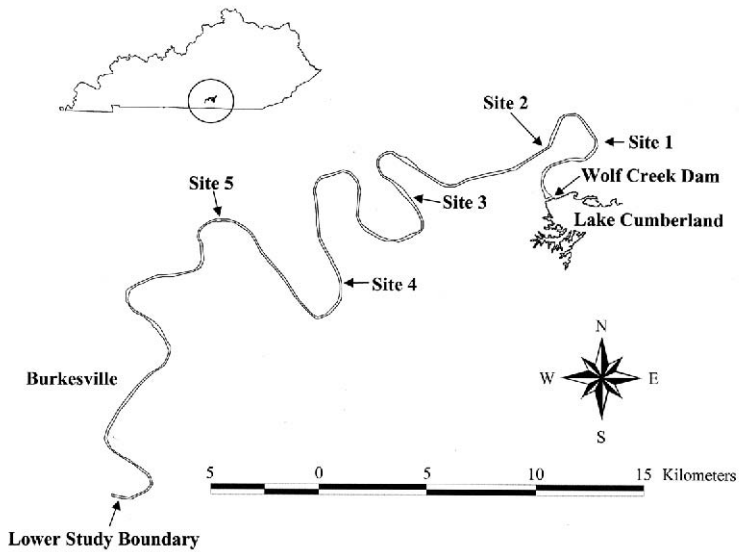 Site 2
Site 1
Wolf Creek Dam
Site 5
Site 3
Lake Cumberland
Site 4
N
Burkesville
W E
S
5 0 5 10 15 Kilometers
Lower Study Boundary